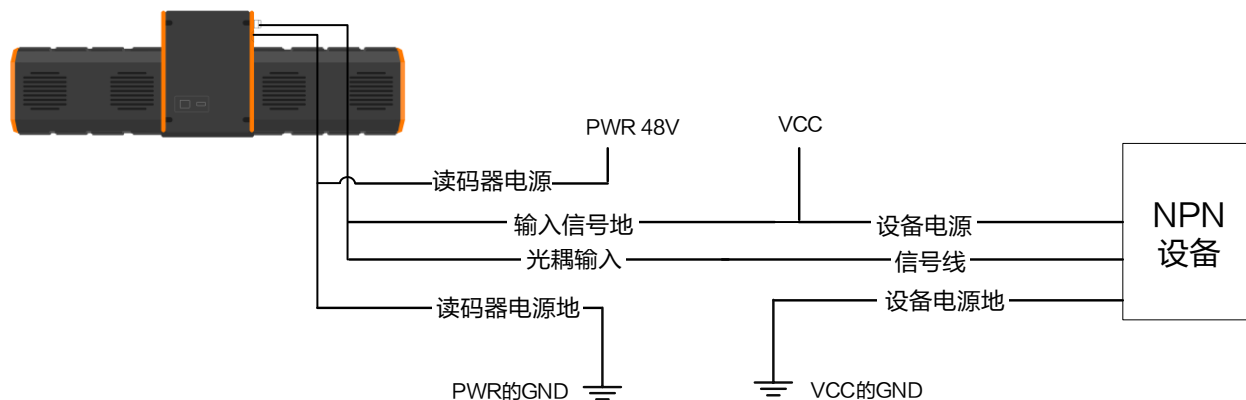 PWR 48V
VCC
读码器电源
输入信号地
设备电源
NPN
设备
光耦输入
信号线
读码器电源地
设备电源地
PWR的GND
VCC的GND